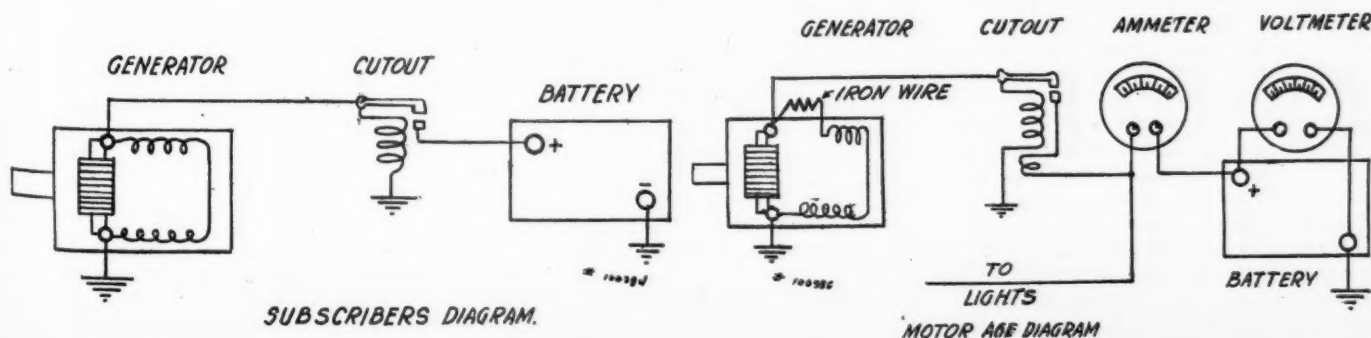 GENERATOR
CUTOUT
BATTERY
+
-
SUBSCRIBERS DIAGRAM.
GENERATOR
CUTOUT
AMMETER
VOLTMETER
IRON WIRE
+
TO
LIGHTS
BATTERY
MOTOR AGE DIAGRAM